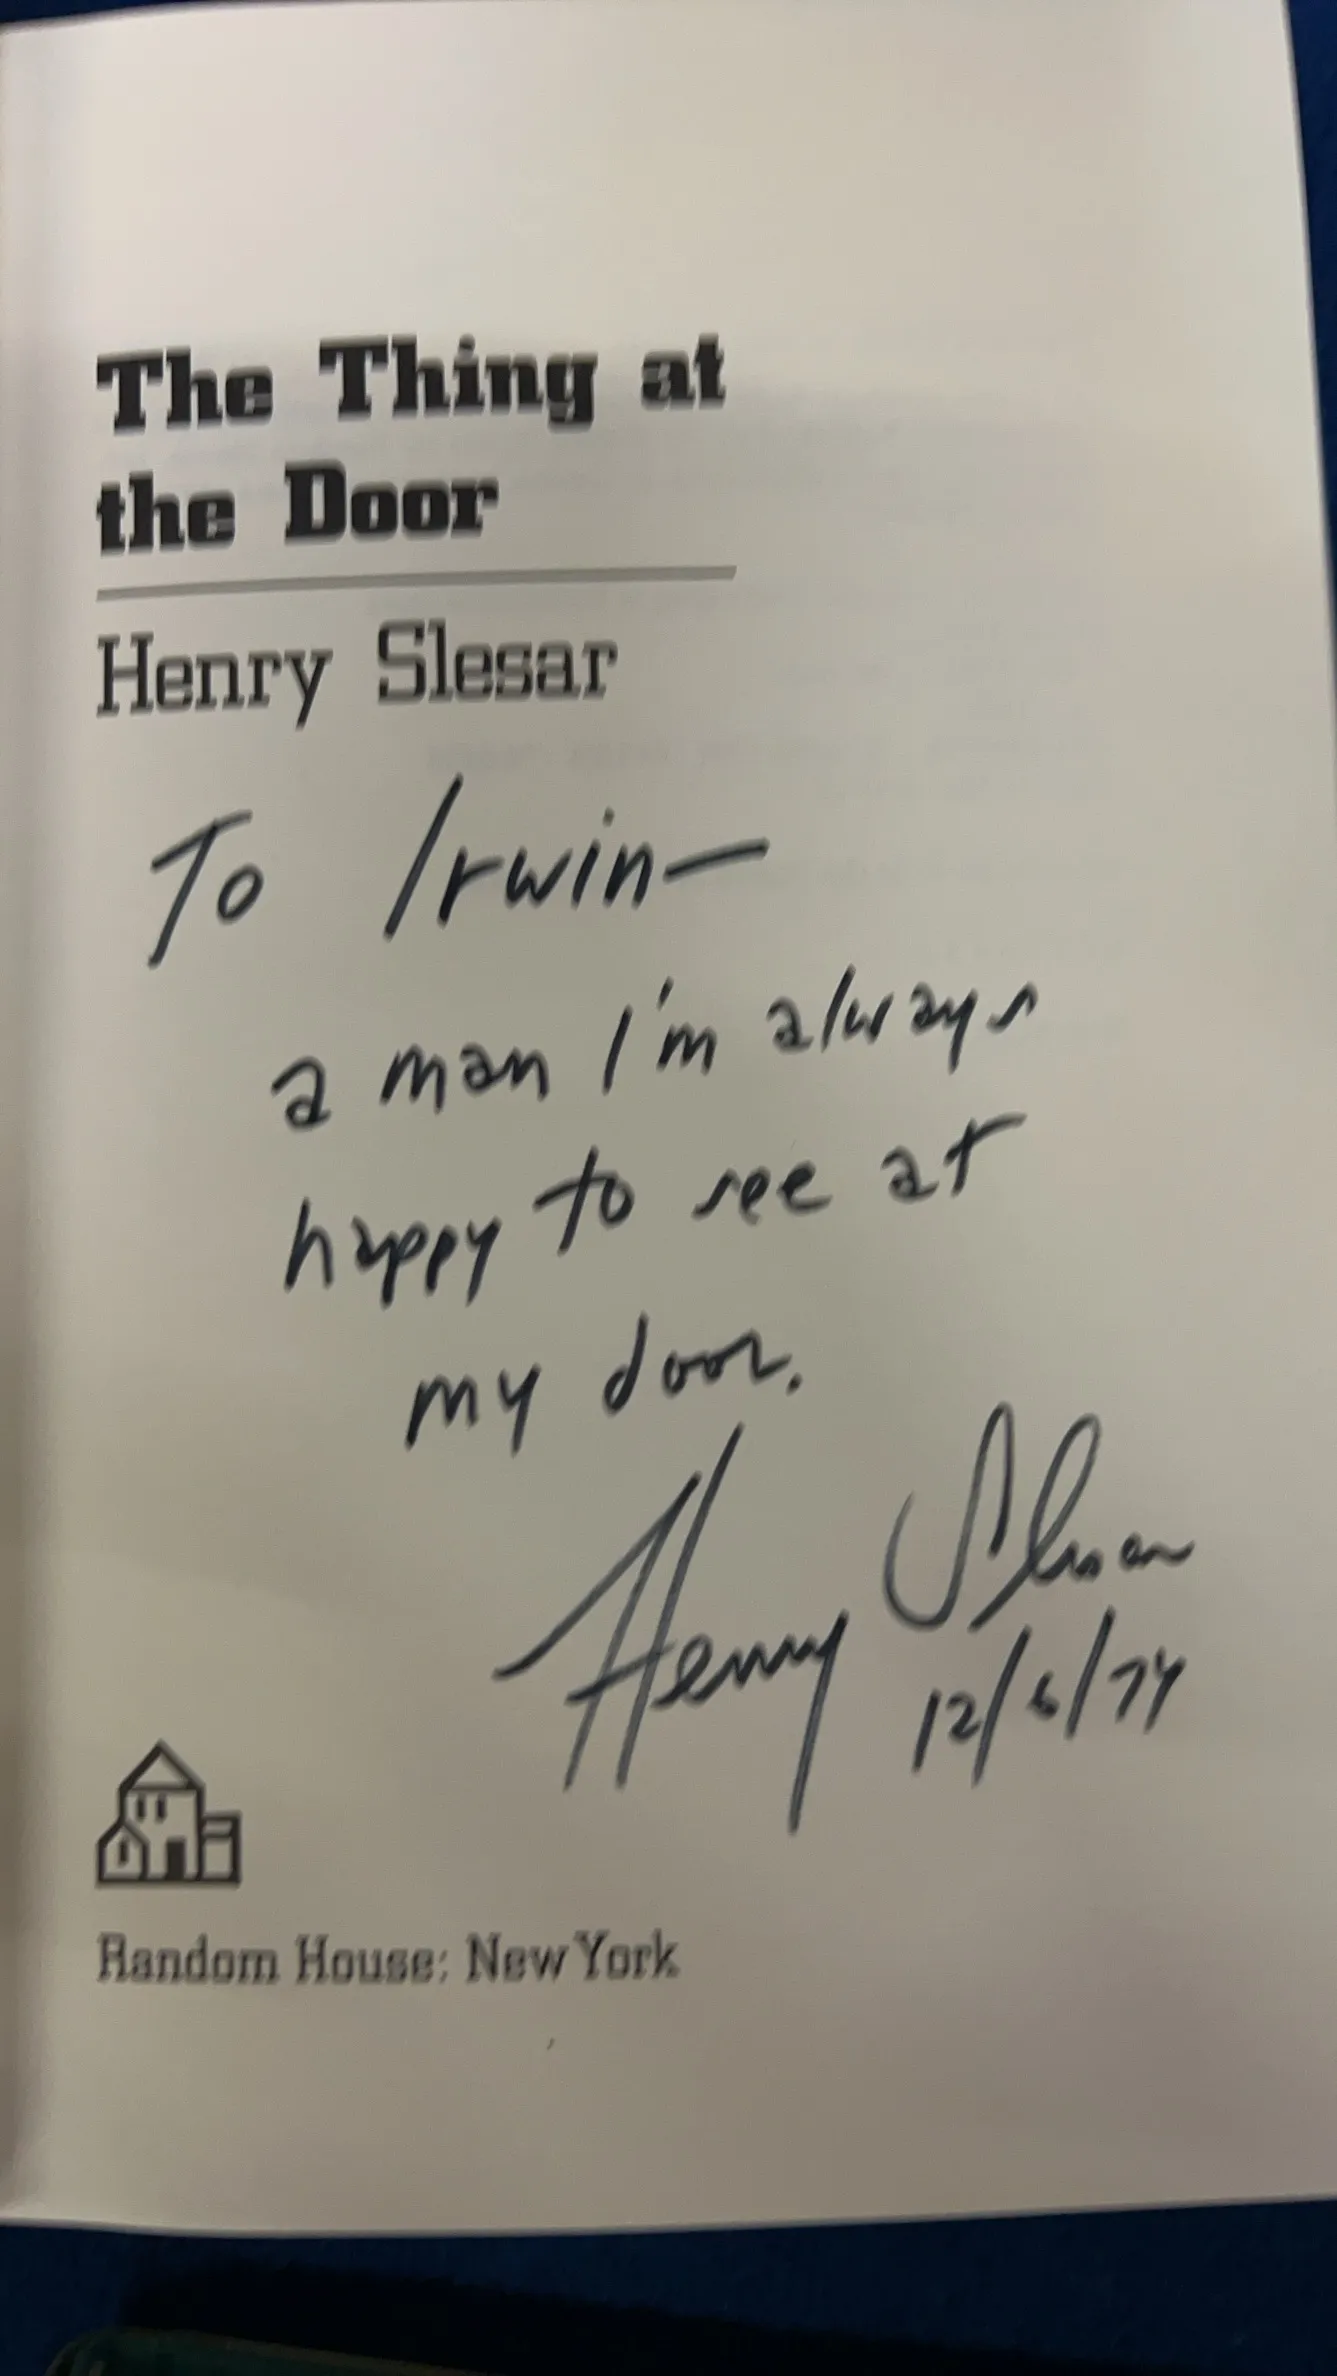 The Thing at
the Door
Henry Slesar
To Irwin—
a man I'm always
happy to see at
my door.
Henry Slesar
12/6/74
Random House: New York